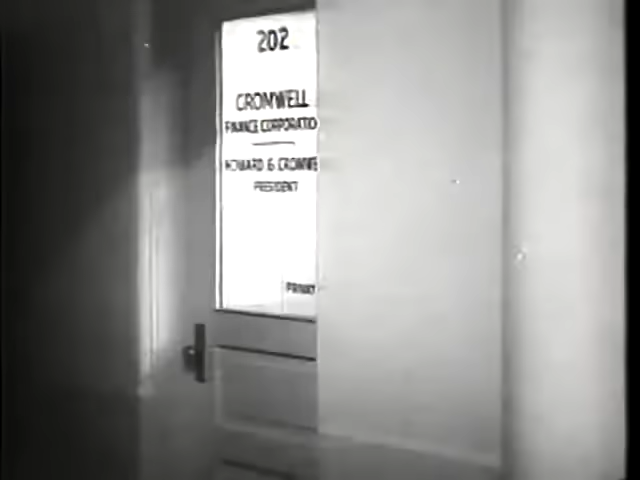 202
CROMWELL
FINANCE CORPORATIO
HOWARD G CROMWE
PRESIDENT
PRIVAT